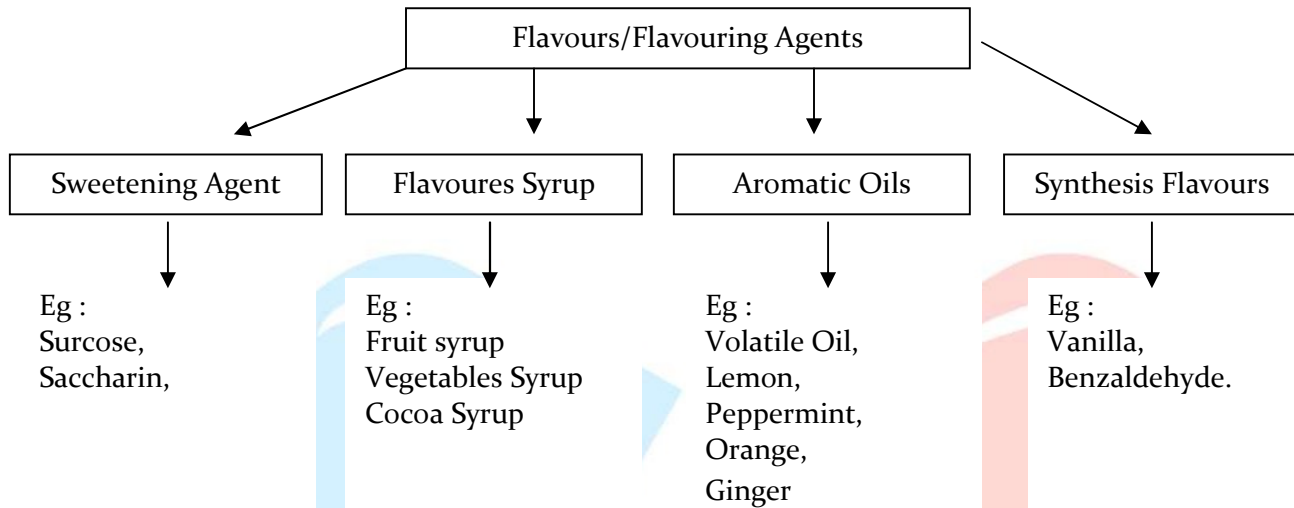 Flavours/Flavouring Agents
Sweetening Agent
Flavoures Syrup
Aromatic Oils
Synthesis Flavours
Eg :
Surcose,
Saccharin,
Eg :
Fruit syrup
Vegetables Syrup
Cocoa Syrup
Eg :
Volatile Oil,
Lemon,
Peppermint,
Orange,
Ginger
Eg :
Vanilla,
Benzaldehyde.